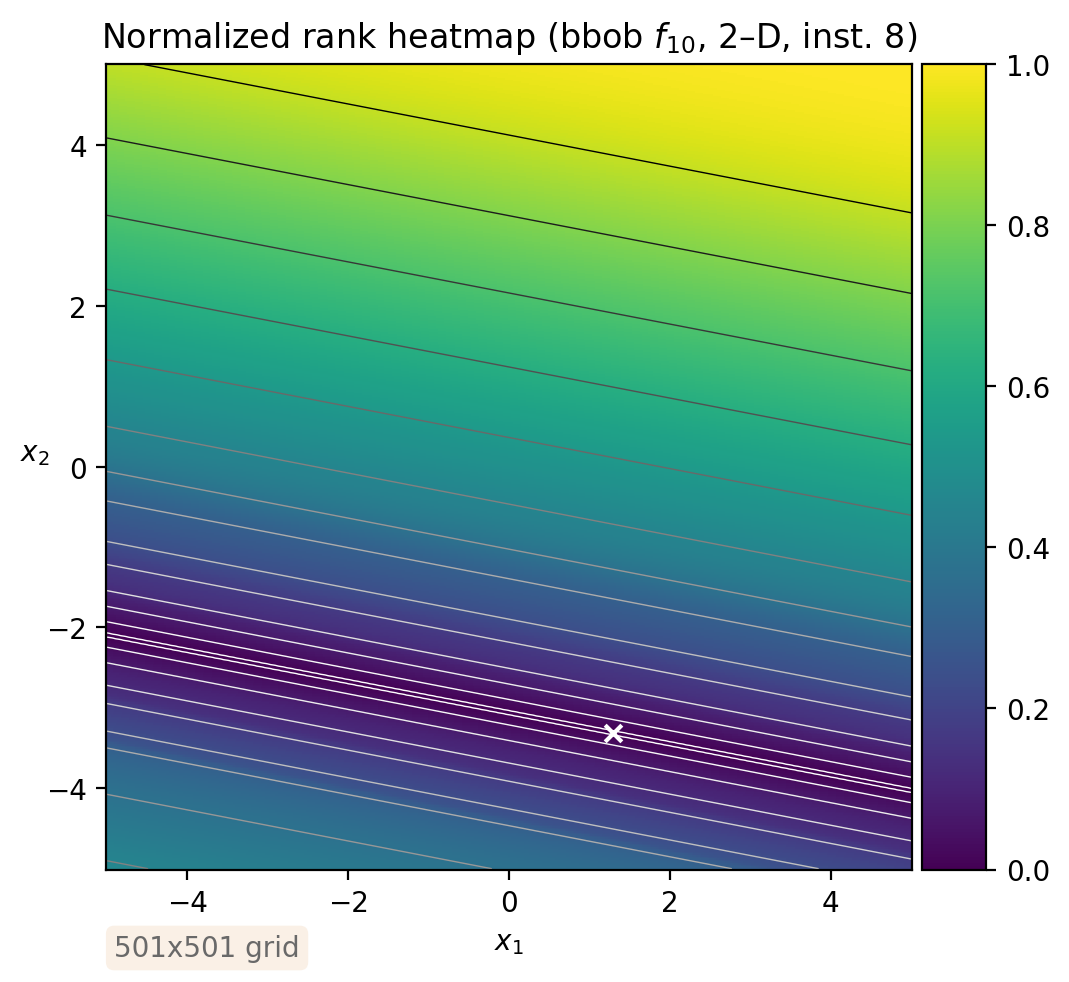 Normalized rank heatmap (bbob f₁₀, 2–D, inst. 8)
4
2
0
−2
−4
x₂
−4 −2 0 2 4
x₁
1.0
0.8
0.6
0.4
0.2
0.0
501x501 grid